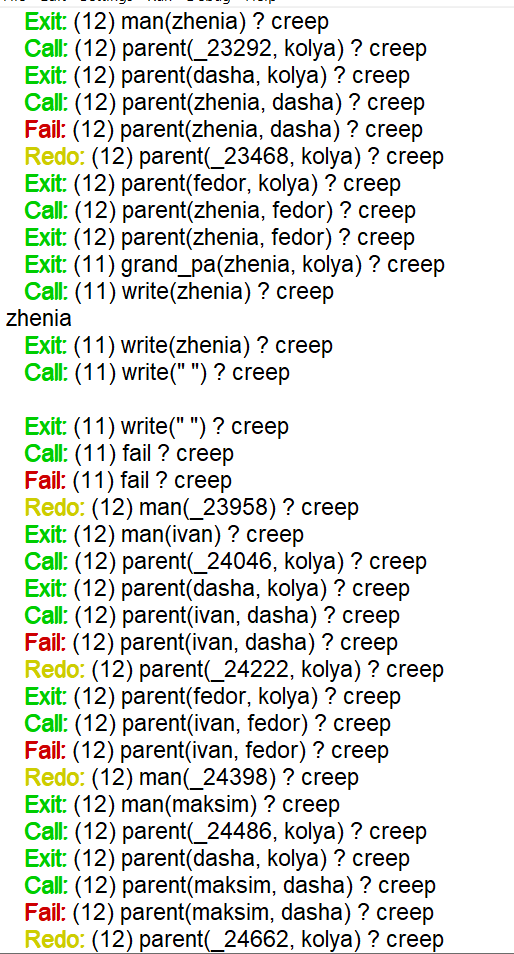 Exit: (12) man(zhenia) ? creep
Call: (12) parent(_23292, kolya) ? creep
Exit: (12) parent(dasha, kolya) ? creep
Call: (12) parent(zhenia, dasha) ? creep
Fail: (12) parent(zhenia, dasha) ? creep
Redo: (12) parent(_23468, kolya) ? creep
Exit: (12) parent(fedor, kolya) ? creep
Call: (12) parent(zhenia, fedor) ? creep
Exit: (12) parent(zhenia, fedor) ? creep
Exit: (11) grand_pa(zhenia, kolya) ? creep
Call: (11) write(zhenia) ? creep
zhenia
Exit: (11) write(zhenia) ? creep
Call: (11) write(" ") ? creep
Exit: (11) write(" ") ? creep
Call: (11) fail ? creep
Fail: (11) fail ? creep
Redo: (12) man(_23958) ? creep
Exit: (12) man(ivan) ? creep
Call: (12) parent(_24046, kolya) ? creep
Exit: (12) parent(dasha, kolya) ? creep
Call: (12) parent(ivan, dasha) ? creep
Fail: (12) parent(ivan, dasha) ? creep
Redo: (12) parent(_24222, kolya) ? creep
Exit: (12) parent(fedor, kolya) ? creep
Call: (12) parent(ivan, fedor) ? creep
Fail: (12) parent(ivan, fedor) ? creep
Redo: (12) man(_24398) ? creep
Exit: (12) man(maksim) ? creep
Call: (12) parent(_24486, kolya) ? creep
Exit: (12) parent(dasha, kolya) ? creep
Call: (12) parent(maksim, dasha) ? creep
Fail: (12) parent(maksim, dasha) ? creep
Redo: (12) parent(_24662, kolya) ? creep